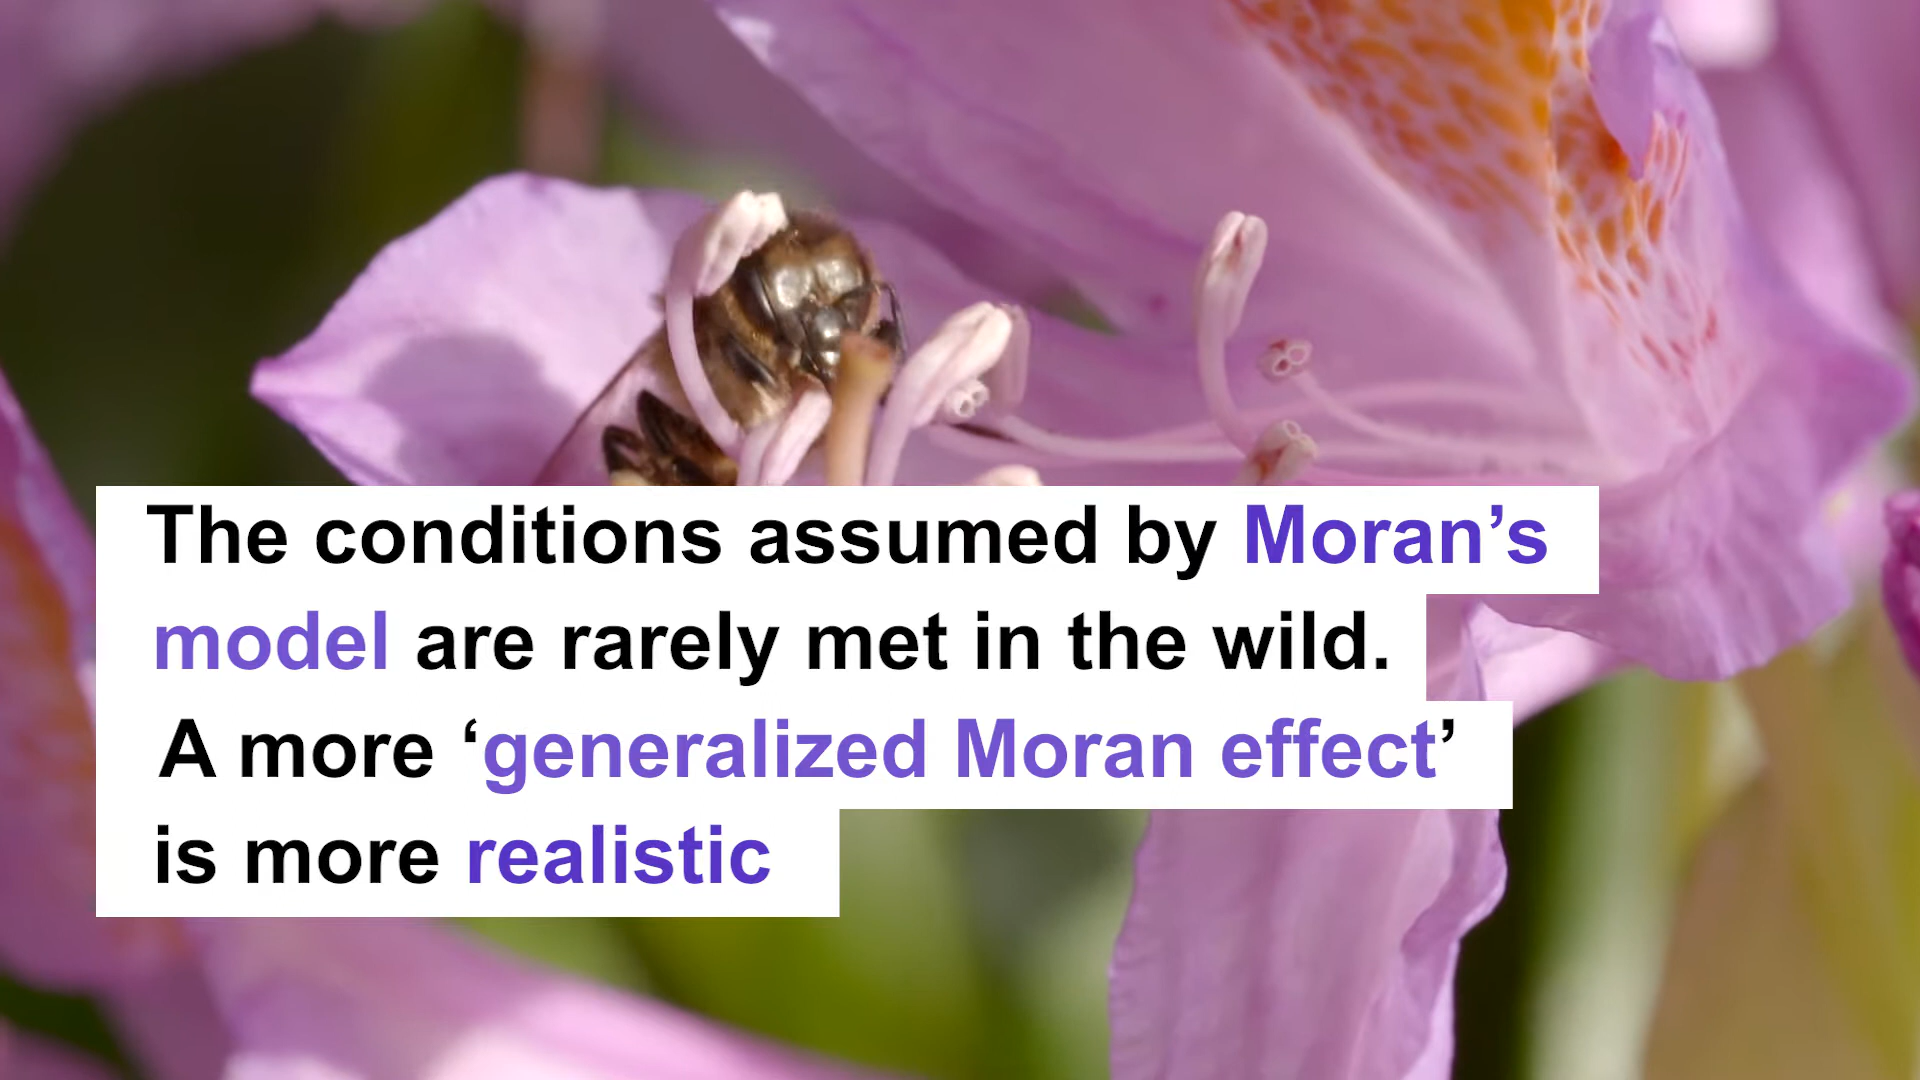 The conditions assumed by Moran’s
model are rarely met in the wild.
A more ‘generalized Moran effect’
is more realistic